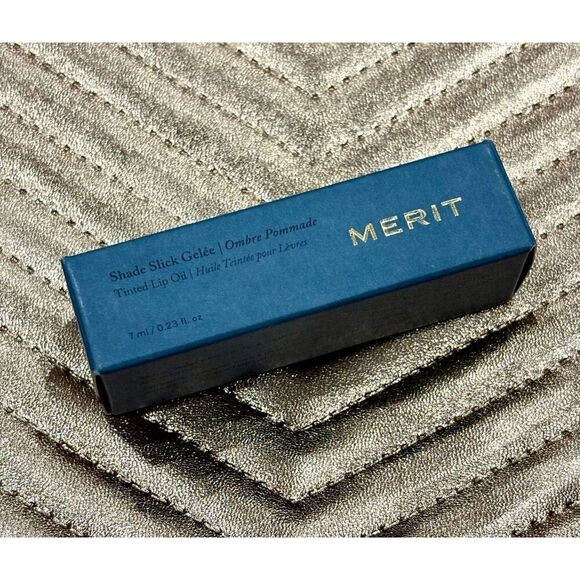 Shade Slick Gelée | Ombre Pommade
Tinted Lip Oil | Huile Teintée pour Lèvres
7 ml / 0.23 fl. oz
MERIT